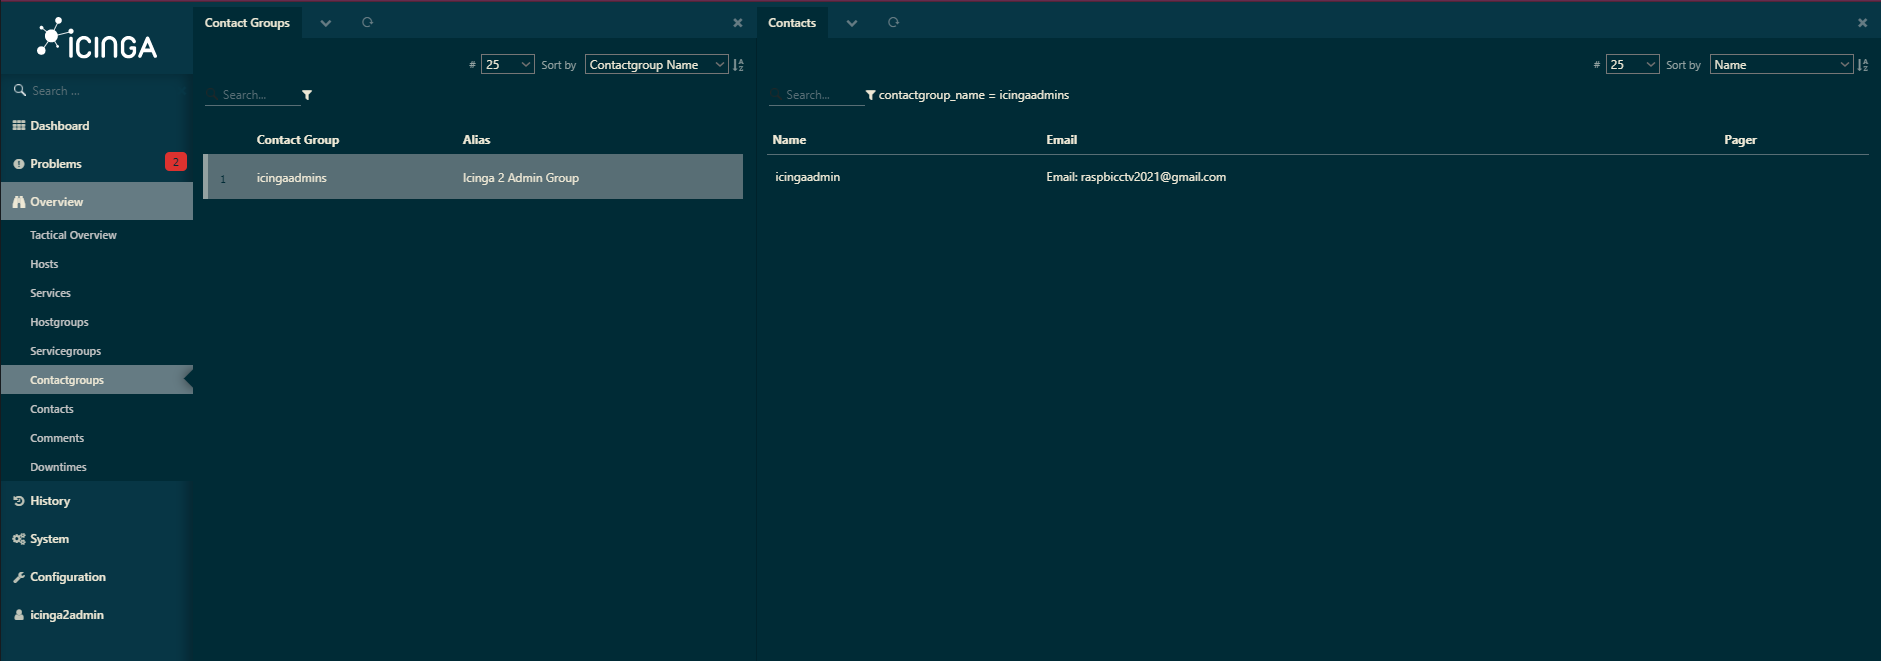 ICINGA
Search ...
Dashboard
Problems 2
Overview
Tactical Overview
Hosts
Services
Hostgroups
Servicegroups
Contactgroups
Contacts
Comments
Downtimes
History
System
Configuration
icinga2admin
Contact Groups
# 25 Sort by Contactgroup Name
Search...
Contact Group Alias
1 icingaadmins Icinga 2 Admin Group
Contacts
# 25 Sort by Name
Search... contactgroup_name = icingaadmins
Name Email Pager
icingaadmin Email: raspbicctv2021@gmail.com